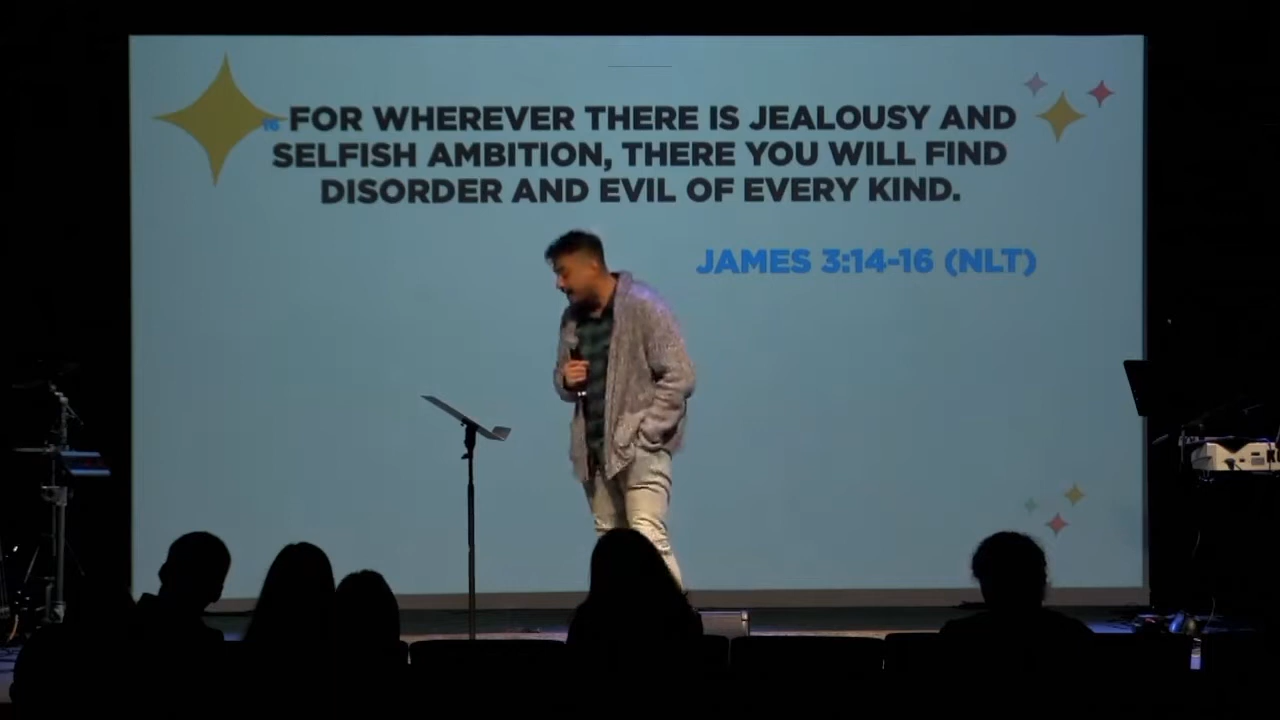 16 FOR WHEREVER THERE IS JEALOUSY AND
SELFISH AMBITION, THERE YOU WILL FIND
DISORDER AND EVIL OF EVERY KIND.
JAMES 3:14-16 (NLT)